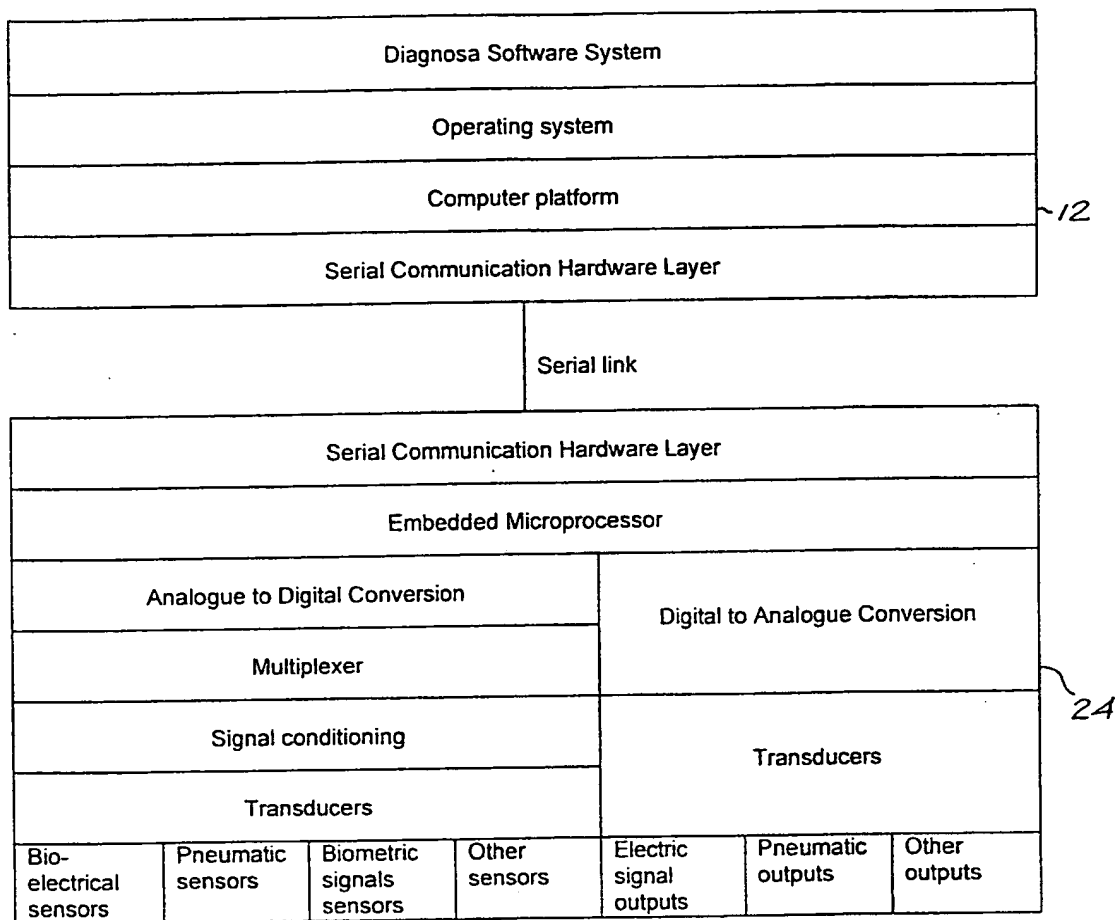 Diagnosa Software System
Operating system
Computer platform
12
Serial Communication Hardware Layer
Serial link
Serial Communication Hardware Layer
Embedded Microprocessor
Analogue to Digital Conversion
Digital to Analogue Conversion
Multiplexer
24
Signal conditioning
Transducers
Transducers
Bio-
electrical
sensors
Pneumatic
sensors
Biometric
signals
sensors
Other
sensors
Electric
signal
outputs
Pneumatic
outputs
Other
outputs